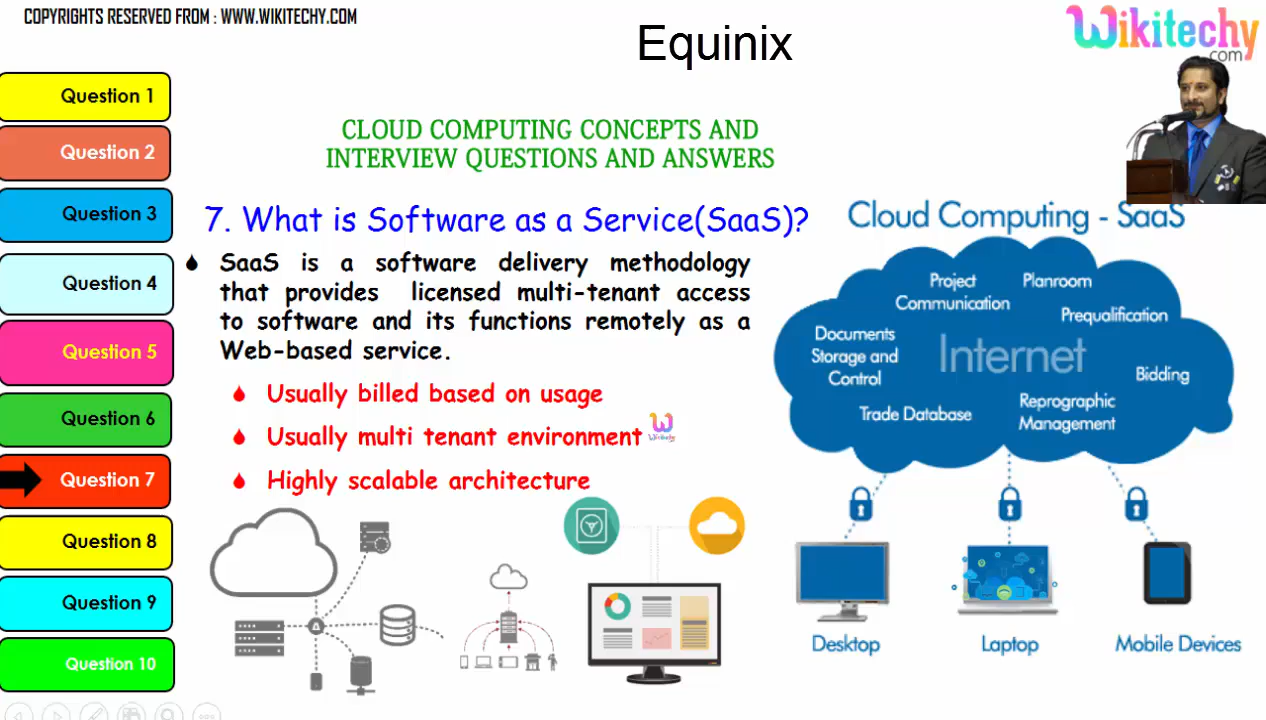 COPYRIGHTS RESERVED FROM : WWW.WIKITECHY.COM
Equinix
Wikitechy
.com
Question 1
Question 2
Question 3
Question 4
Question 5
Question 6
Question 7
Question 8
Question 9
Question 10
CLOUD COMPUTING CONCEPTS AND
INTERVIEW QUESTIONS AND ANSWERS
7. What is Software as a Service(SaaS)?
SaaS is a software delivery methodology
that provides licensed multi-tenant access
to software and its functions remotely as a
Web-based service.
Usually billed based on usage
Usually multi tenant environment
Wikitechy
Highly scalable architecture
Cloud Computing - SaaS
Project
Communication
Planroom
Prequalification
Documents
Storage and
Control
Internet
Bidding
Trade Database
Reprographic
Management
Desktop
Laptop
Mobile Devices